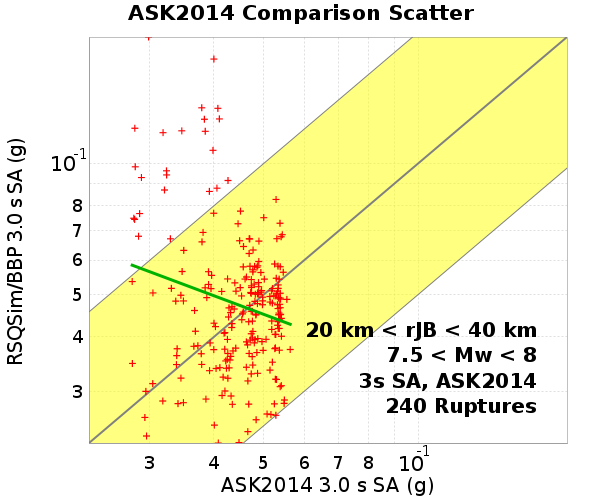 ASK2014 Comparison Scatter
RSQSim/BBP 3.0 s SA (g)
10⁻¹
8
7
6
5
4
3
20 km < rJB < 40 km
7.5 < Mw < 8
3s SA, ASK2014
240 Ruptures
3 4 5 6 7 8 10⁻¹
ASK2014 3.0 s SA (g)